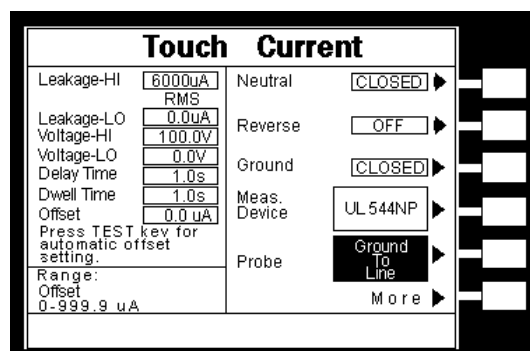 Touch Current
Leakage-HI 6000uA
RMS
Leakage-LO 0.0uA
Voltage-HI 100.0V
Voltage-LO 0.0V
Delay Time 1.0s
Dwell Time 1.0s
Offset 0.0 uA
Press TEST key for
automatic offset
setting.
Range:
Offset
0-999.9 uA
Neutral CLOSED
Reverse OFF
Ground CLOSED
Meas.
Device UL544NP
Probe Ground
To
Line
More